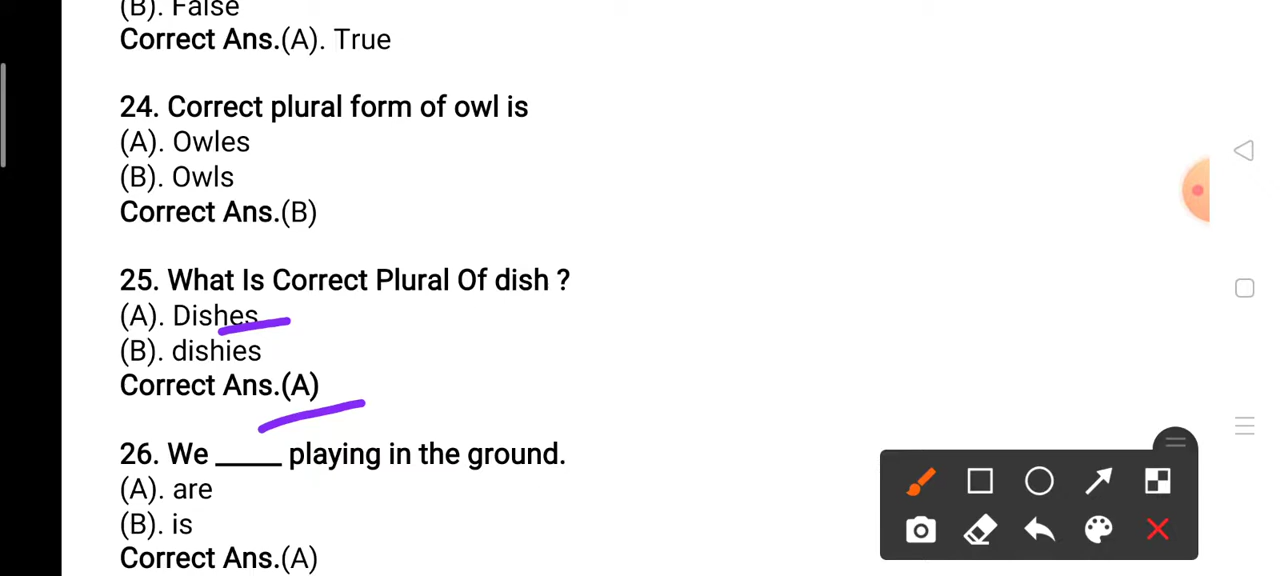 (B). False
Correct Ans.(A). True
24. Correct plural form of owl is
(A). Owles
(B). Owls
Correct Ans.(B)
25. What Is Correct Plural Of dish ?
(A). Dishes
(B). dishies
Correct Ans.(A)
26. We _____ playing in the ground.
(A). are
(B). is
Correct Ans.(A)